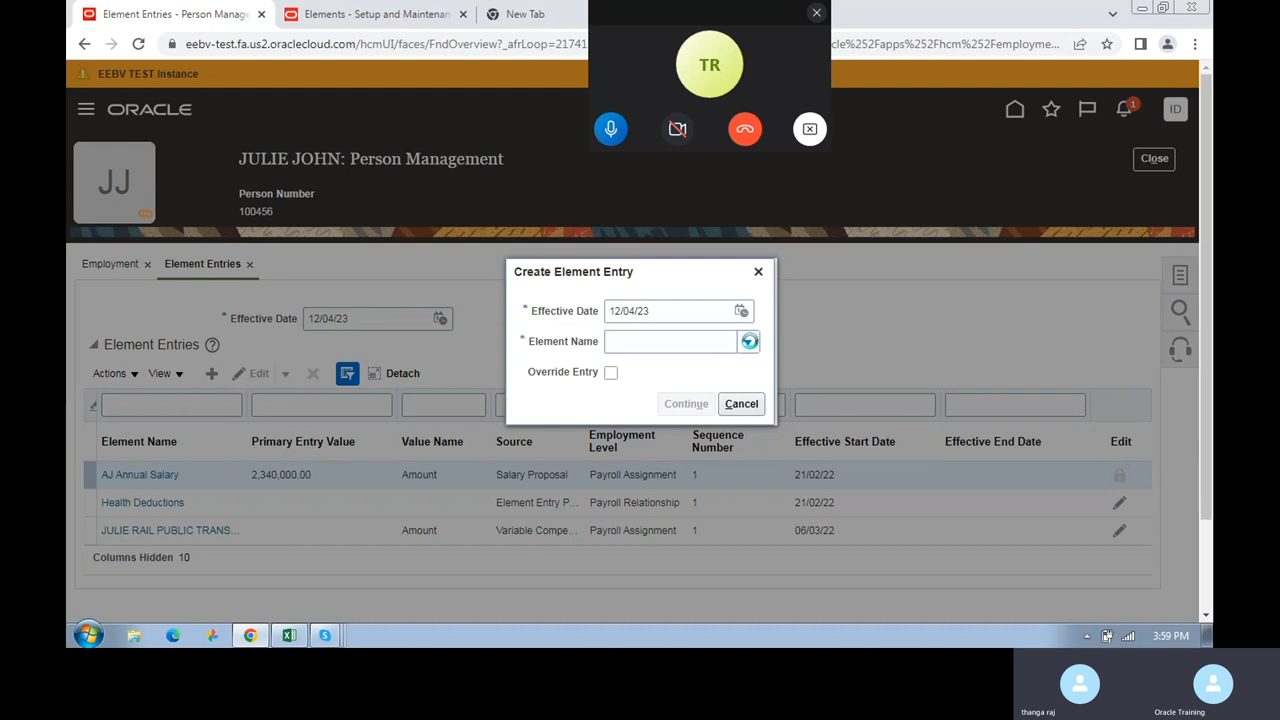 Element Entries - Person Manage
Elements - Setup and Maintenan
New Tab
eebv-test.fa.us2.oraclecloud.com/hcmUI/faces/FndOverview?_afrLoop=21741
cle%252Fapps%252Fhcm%252Femployme...
TR
EEBV TEST Instance
ORACLE
1
ID
JJ
JULIE JOHN: Person Management
Close
Person Number
100456
Employment
Element Entries
* Effective Date 12/04/23
Element Entries
Actions View Edit Detach
Create Element Entry
* Effective Date 12/04/23
* Element Name
Override Entry
Continue Cancel
Element Name Primary Entry Value Value Name Source Employment Level Sequence Number Effective Start Date Effective End Date Edit
AJ Annual Salary 2,340,000.00 Amount Salary Proposal Payroll Assignment 1 21/02/22
Health Deductions Element Entry P... Payroll Relationship 1 21/02/22
JULIE RAIL PUBLIC TRANS... Amount Variable Compe... Payroll Assignment 1 06/03/22
Columns Hidden 10
3:59 PM
thanga raj
Oracle Training